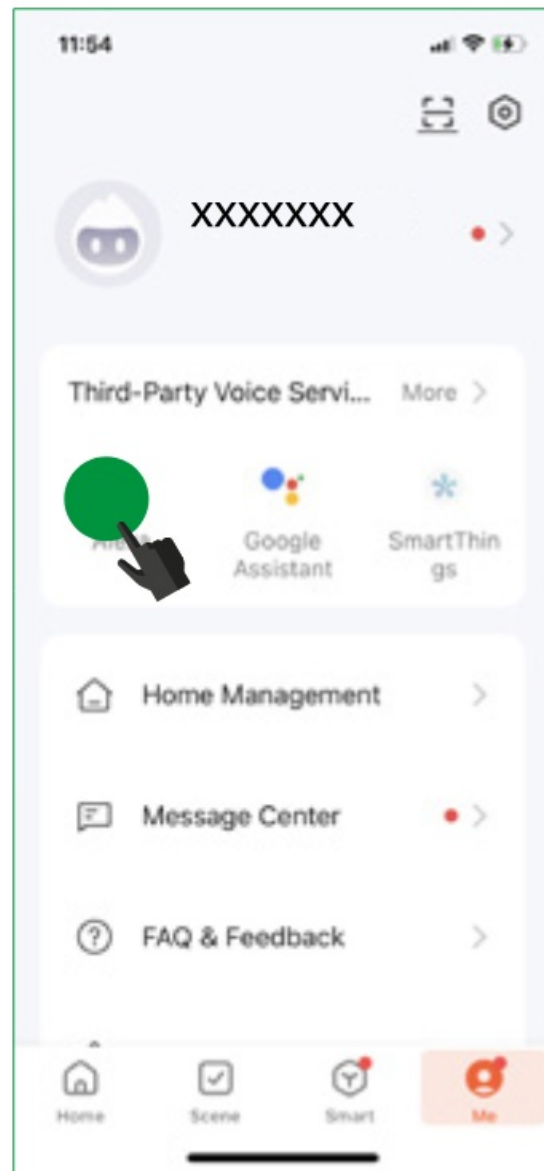 11:54
XXXXXXX
Third-Party Voice Servi... More
Google
Assistant
SmartThin
gs
Home Management
Message Center
FAQ & Feedback
Home
Scene
Smart
Me